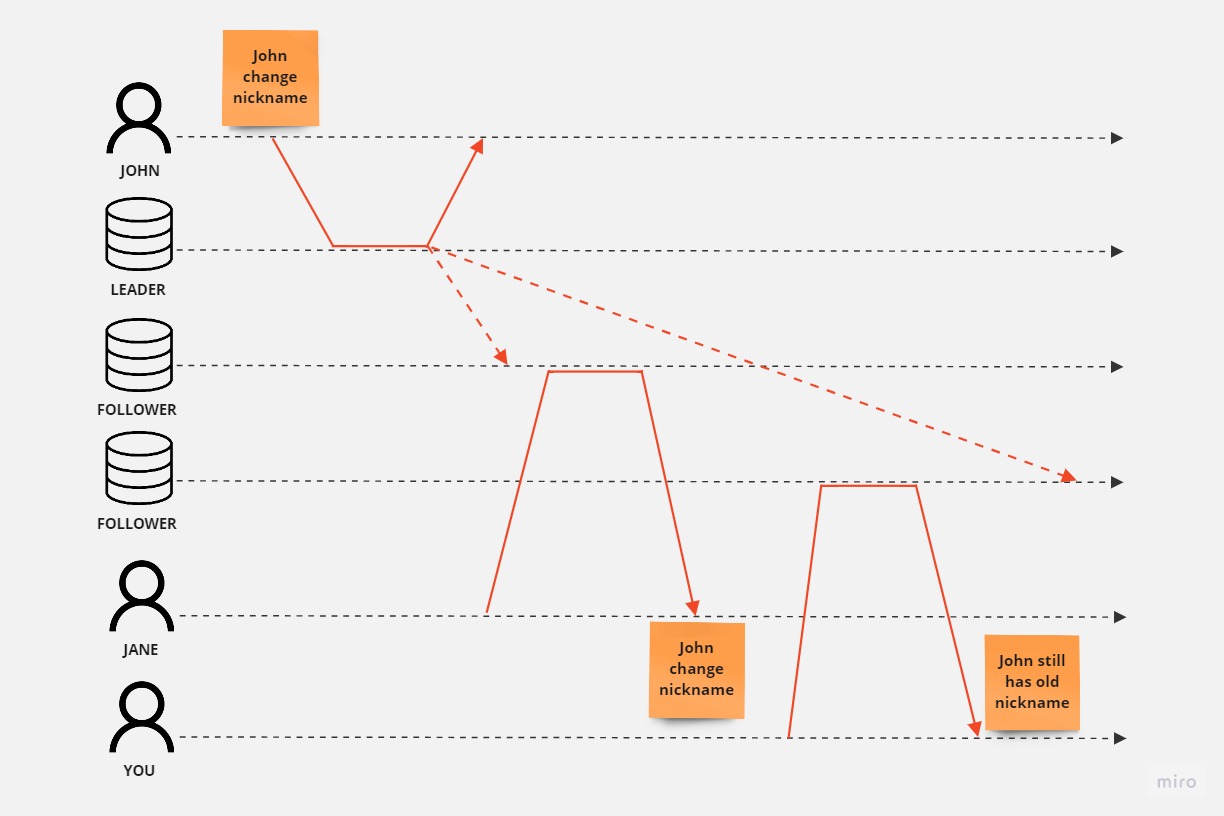 John
change
nickname
JOHN
LEADER
FOLLOWER
FOLLOWER
JANE
John
change
nickname
John still
has old
nickname
YOU
miro